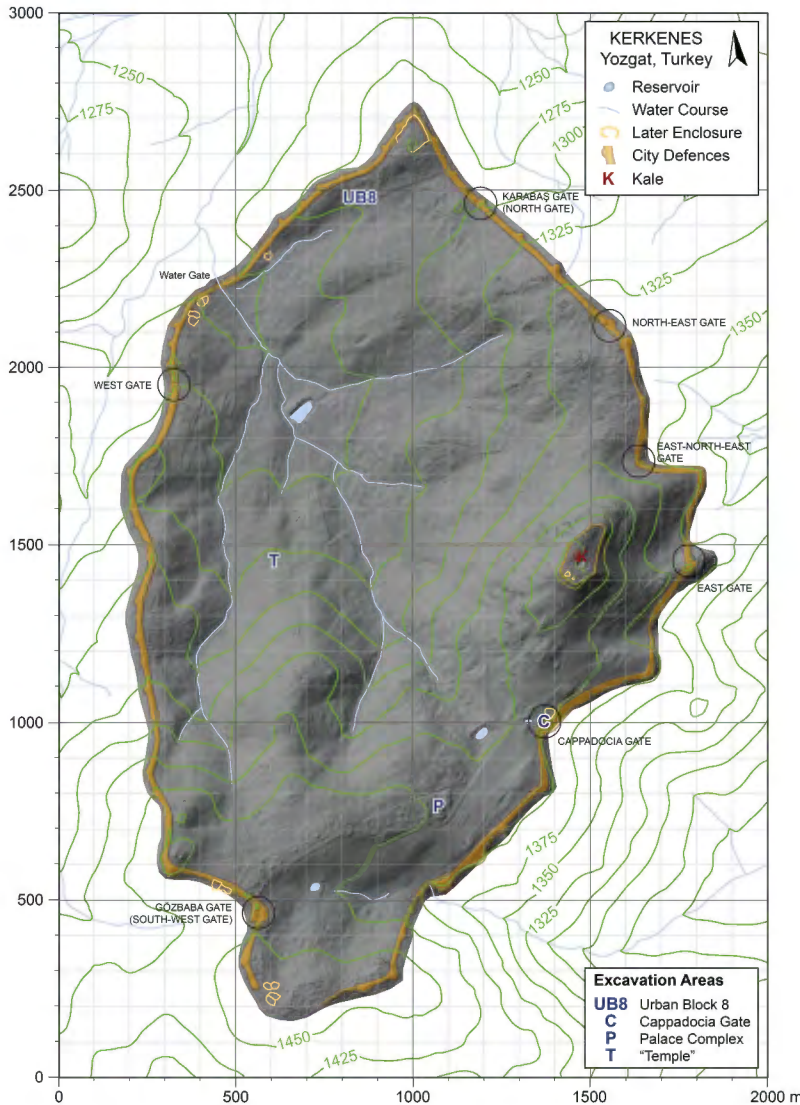 3000
2500
2000
1500
1000
500
0
0
500
1000
1500
2000 m
KERKENES
Yozgat, Turkey
Reservoir
Water Course
Later Enclosure
City Defences
K Kale
1250
1275
1250
1275
1300
1325
1325
1350
UB8
KARABAŞ GATE
(NORTH GATE)
Water Gate
NORTH-EAST GATE
WEST GATE
EAST-NORTH-EAST
GATE
K
T
EAST GATE
C
CAPPADOCIA GATE
P
1375
1350
1325
GÖZBABA GATE
(SOUTH-WEST GATE)
1450
1425
Excavation Areas
UB8 Urban Block 8
C Cappadocia Gate
P Palace Complex
T "Temple"